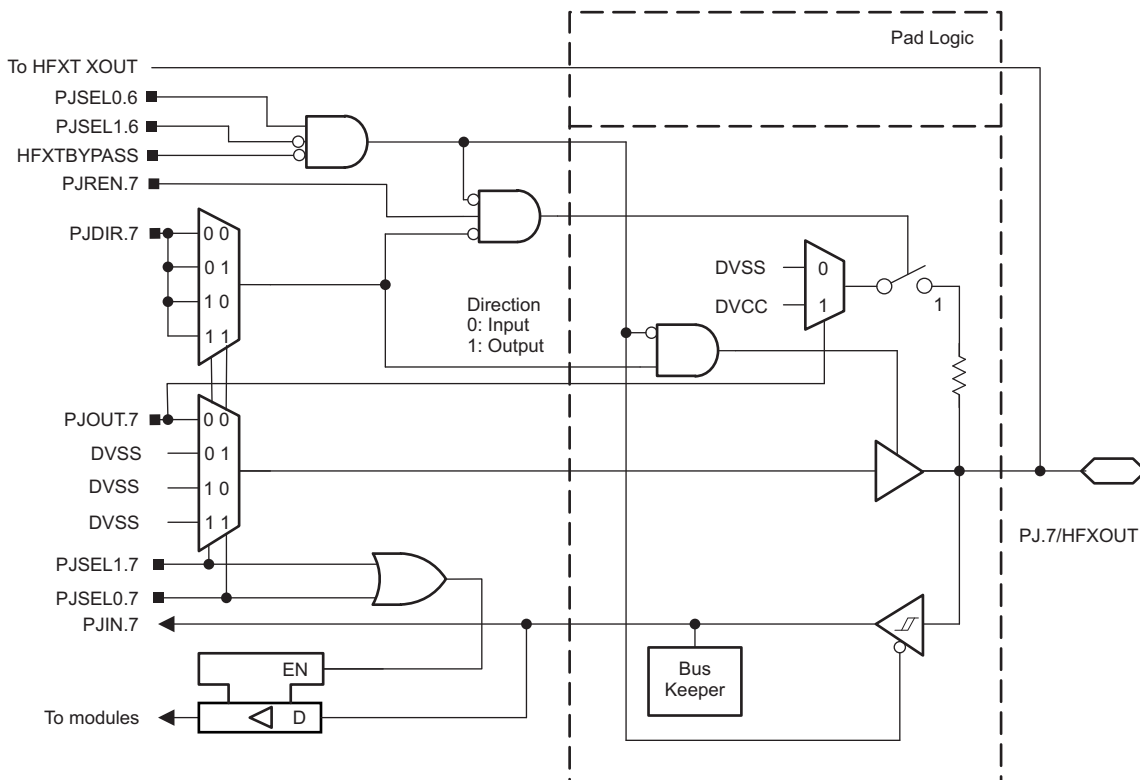 Pad Logic
To HFXT XOUT
PJSEL0.6
PJSEL1.6
HFXTBYPASS
PJREN.7
PJDIR.7
0 0
0 1
1 0
1 1
Direction
0: Input
1: Output
DVSS
0
DVCC
1
1
PJOUT.7
0 0
DVSS
0 1
DVSS
1 0
DVSS
1 1
PJ.7/HFXOUT
PJSEL1.7
PJSEL0.7
PJIN.7
EN
Bus
Keeper
To modules
D